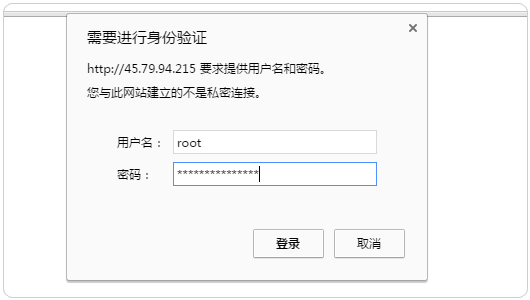 需要进行身份验证
http://45.79.94.215 要求提供用户名和密码。
您与此网站建立的不是私密连接。
用户名： root
密码： ***************
登录 取消